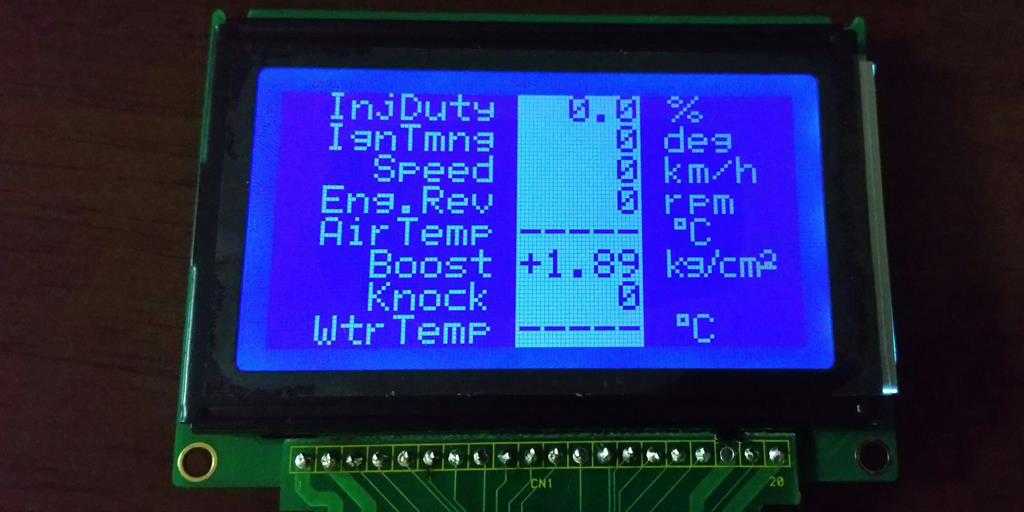 InjDuty 0.0 %
IgnTmng 0 deg
Speed 0 km/h
Eng.Rev 0 rpm
AirTemp ----- °C
Boost +1.89 kg/cm²
Knock 0
WtrTemp ----- °C
CN1 20